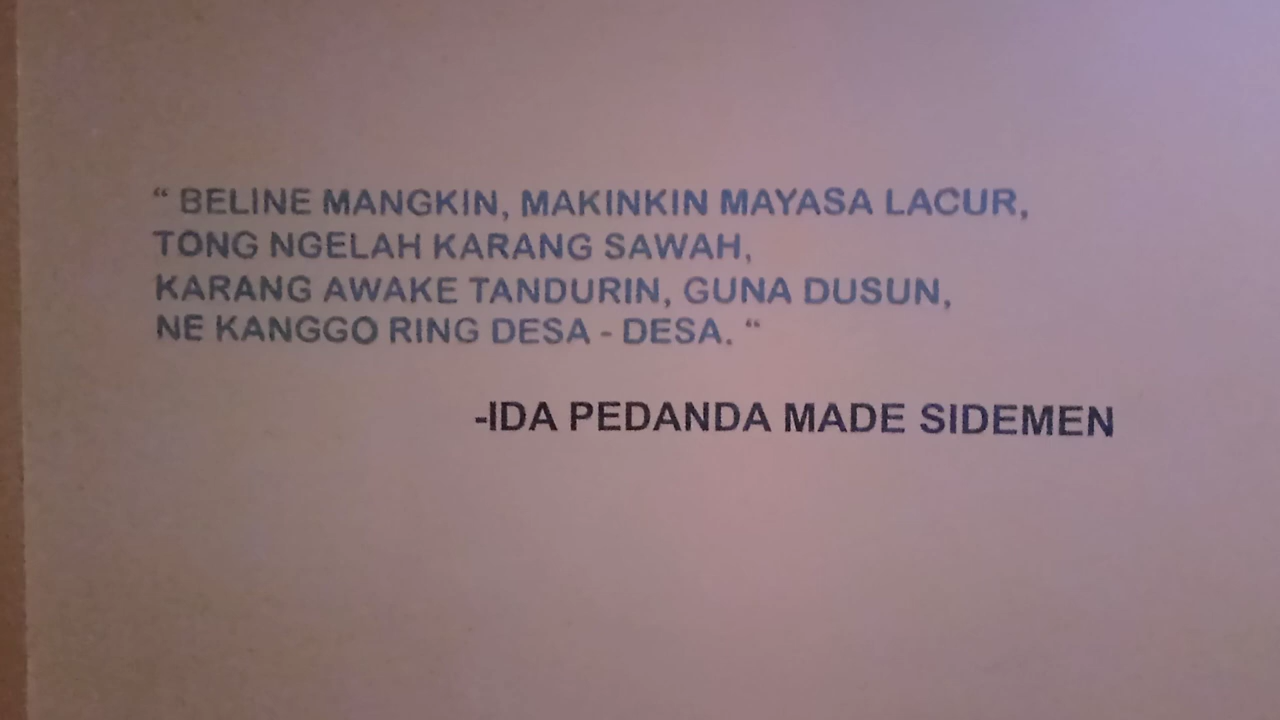 “ BELINE MANGKIN, MAKINKIN MAYASA LACUR,
TONG NGELAH KARANG SAWAH,
KARANG AWAKE TANDURIN, GUNA DUSUN,
NE KANGGO RING DESA - DESA. “
-IDA PEDANDA MADE SIDEMEN